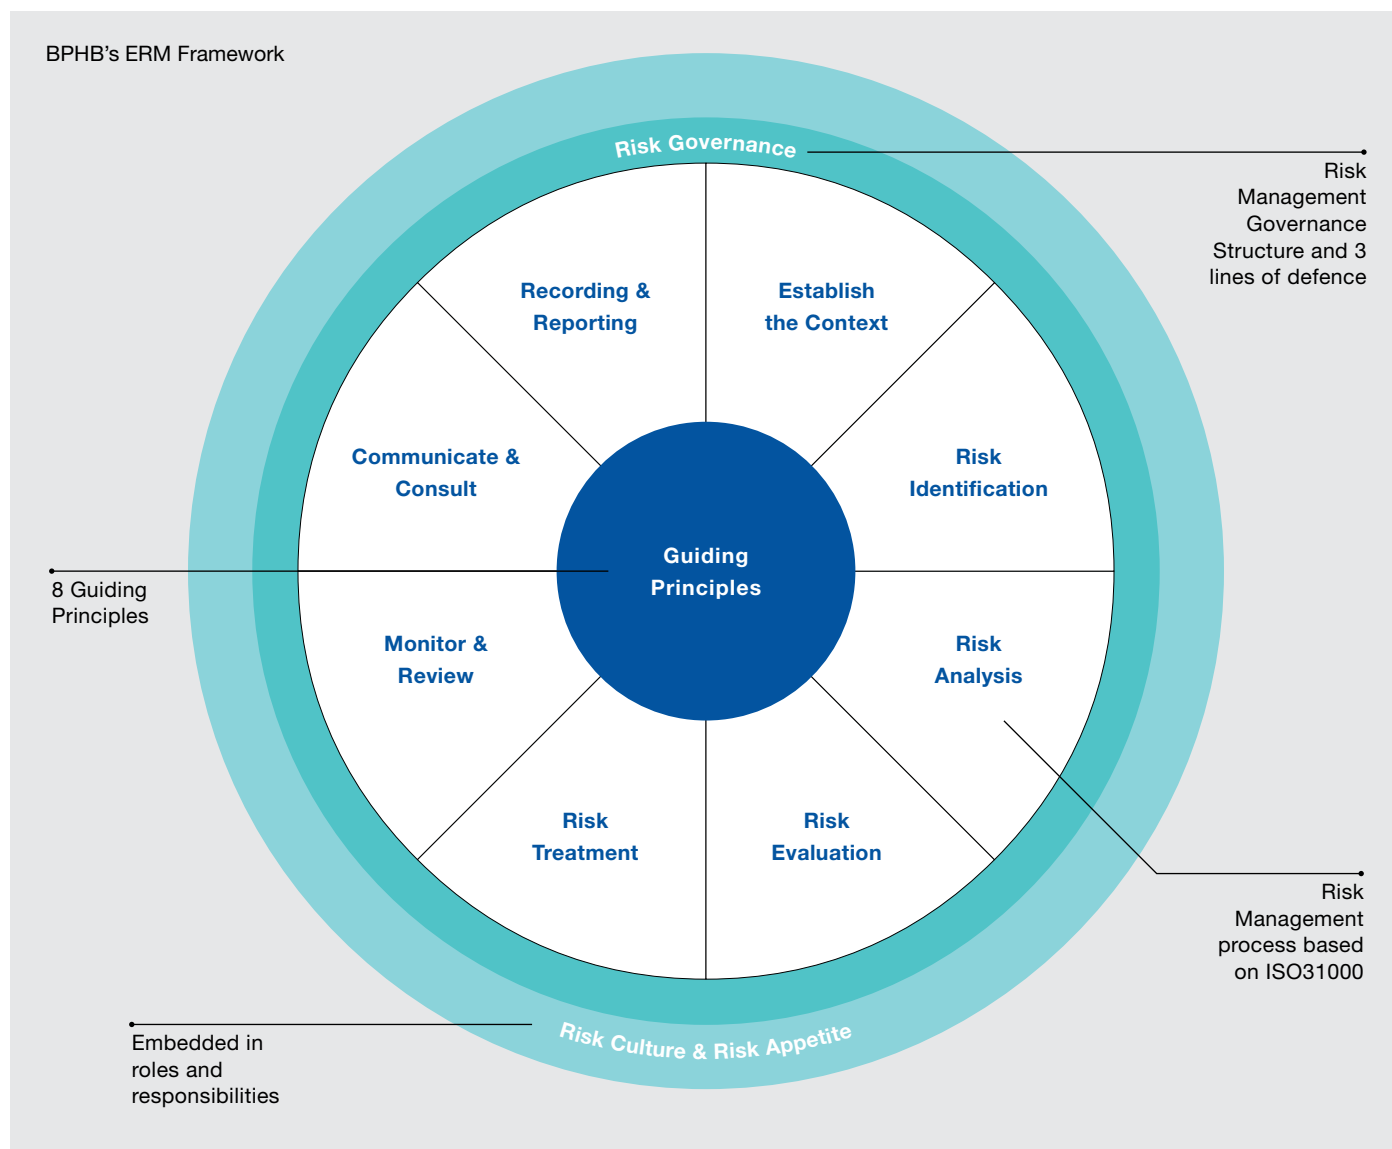 BPHB’s ERM Framework
Risk Governance
Risk
Management
Governance
Structure and 3
lines of defence
Recording &
Reporting
Establish
the Context
Communicate &
Consult
Risk
Identification
Guiding
Principles
8 Guiding
Principles
Monitor &
Review
Risk
Analysis
Risk
Treatment
Risk
Evaluation
Risk
Management
process based
on ISO31000
Risk Culture & Risk Appetite
Embedded in
roles and
responsibilities